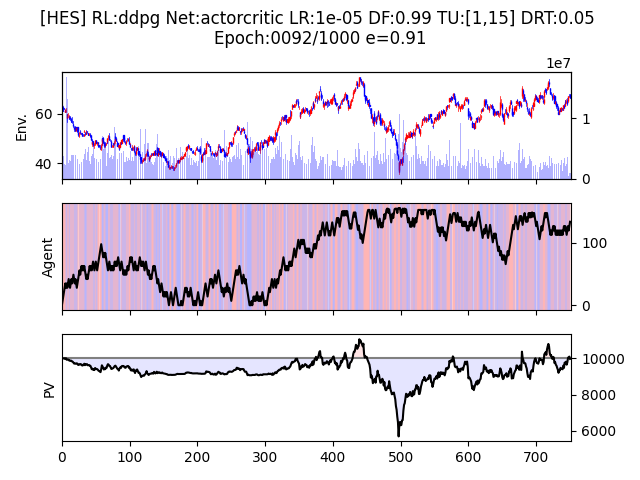 [HES] RL:ddpg Net:actorcritic LR:1e-05 DF:0.99 TU:[1,15] DRT:0.05
Epoch:0092/1000 e=0.91
1e7
Env.
60
40
1
0
Agent
100
0
PV
10000
8000
6000
0 100 200 300 400 500 600 700